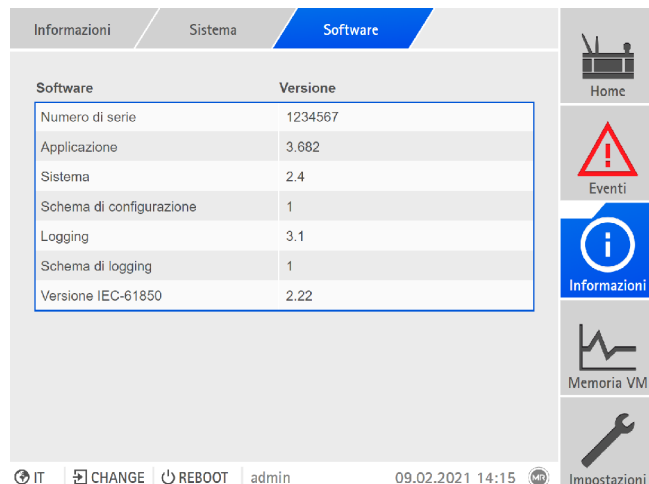 Informazioni Sistema Software
Home
Software Versione
Numero di serie 1234567
Applicazione 3.682
Sistema 2.4
Eventi
Schema di configurazione 1
Logging 3.1
Schema di logging 1
Informazioni
Versione IEC-61850 2.22
Memoria VM
IT CHANGE REBOOT admin 09.02.2021 14:15 MR Impostazioni